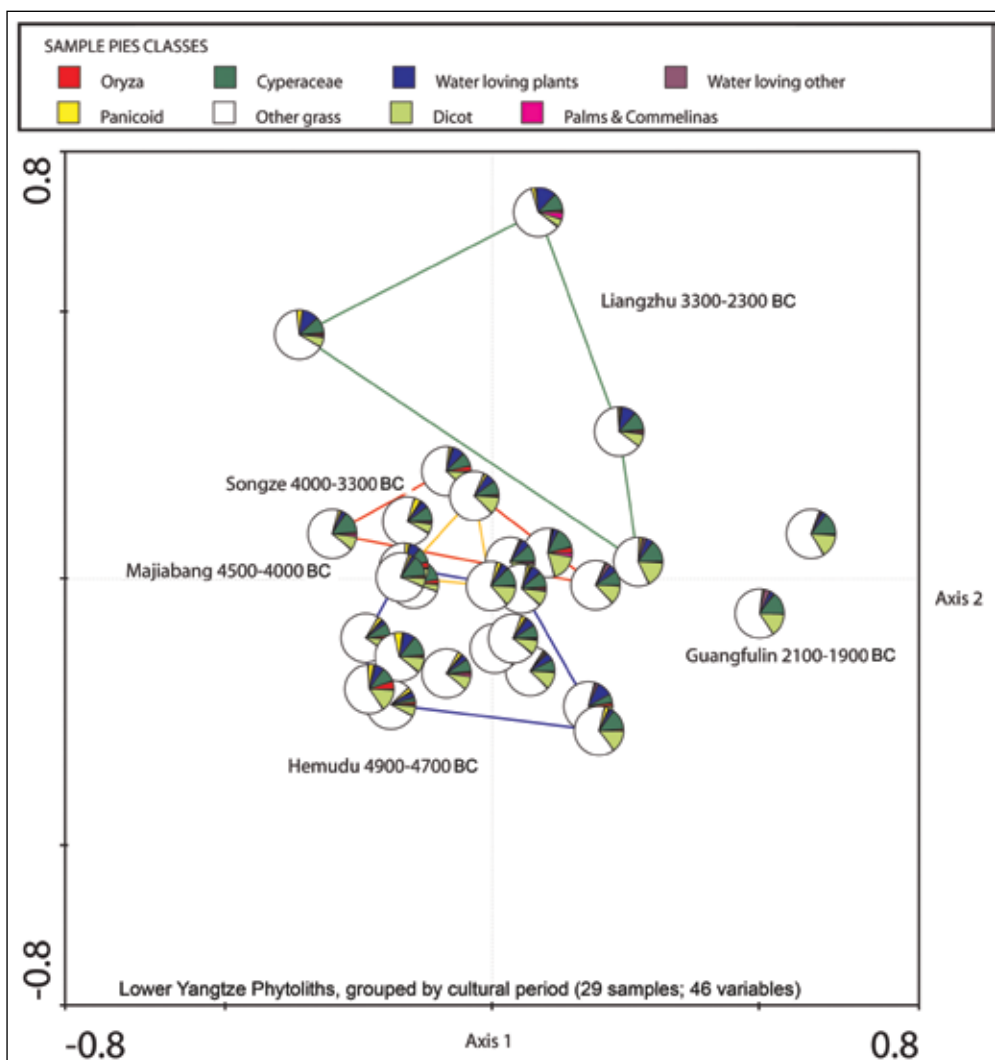 SAMPLE PIES CLASSES
Oryza Cyperaceae Water loving plants Water loving other
Panicoid Other grass Dicot Palms & Commelinas
0.8
Liangzhu 3300-2300 BC
Songze 4000-3300 BC
Majiabang 4500-4000 BC
Axis 2
Guangfulin 2100-1900 BC
Hemudu 4900-4700 BC
-0.8
Lower Yangtze Phytoliths, grouped by cultural period (29 samples; 46 variables)
-0.8 Axis 1 0.8